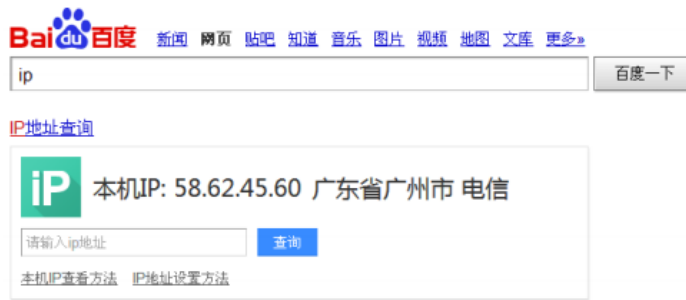 Bai du 百度 新闻 网页 贴吧 知道 音乐 图片 视频 地图 文库 更多»
ip 百度一下
IP地址查询
iP 本机IP: 58.62.45.60 广东省广州市 电信
请输入ip地址 查询
本机IP查看方法 IP地址设置方法